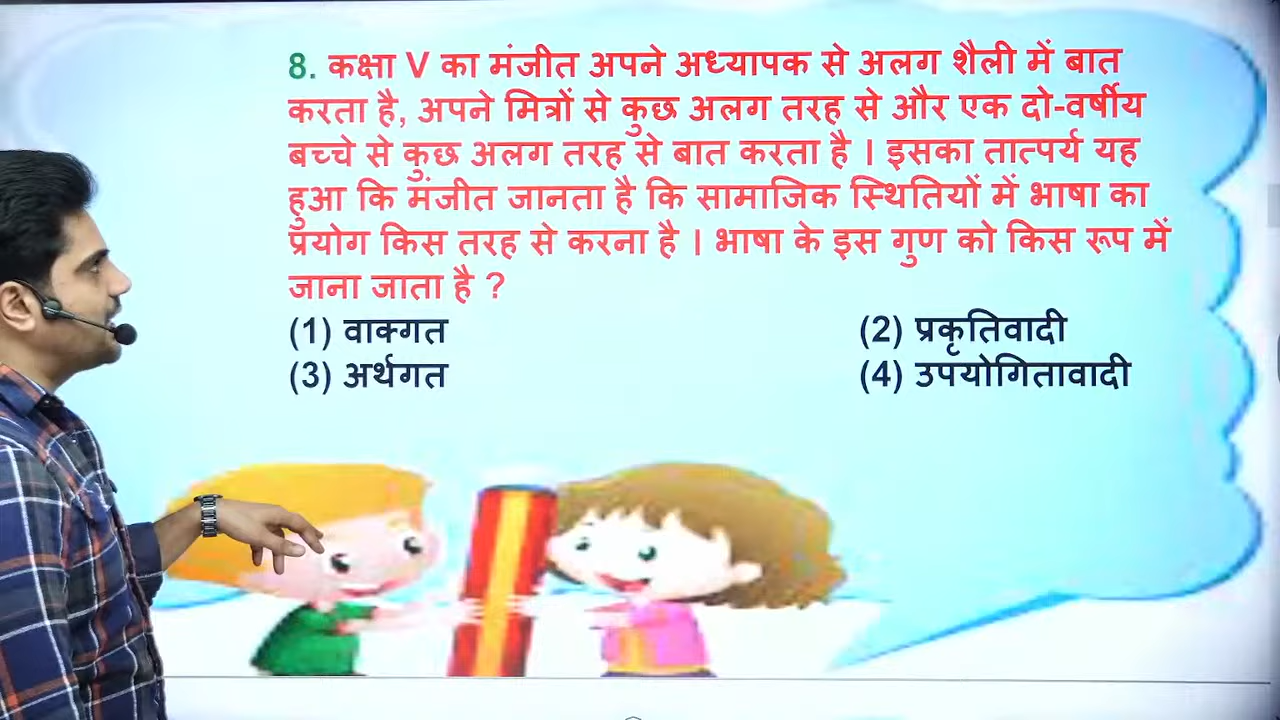 8. कक्षा V का मंजीत अपने अध्यापक से अलग शैली में बात
करता है, अपने मित्रों से कुछ अलग तरह से और एक दो-वर्षीय
बच्चे से कुछ अलग तरह से बात करता है । इसका तात्पर्य यह
हुआ कि मंजीत जानता है कि सामाजिक स्थितियों में भाषा का
प्रयोग किस तरह से करना है । भाषा के इस गुण को किस रूप में
जाना जाता है ?
(1) वाक्गत (2) प्रकृतिवादी
(3) अर्थगत (4) उपयोगितावादी